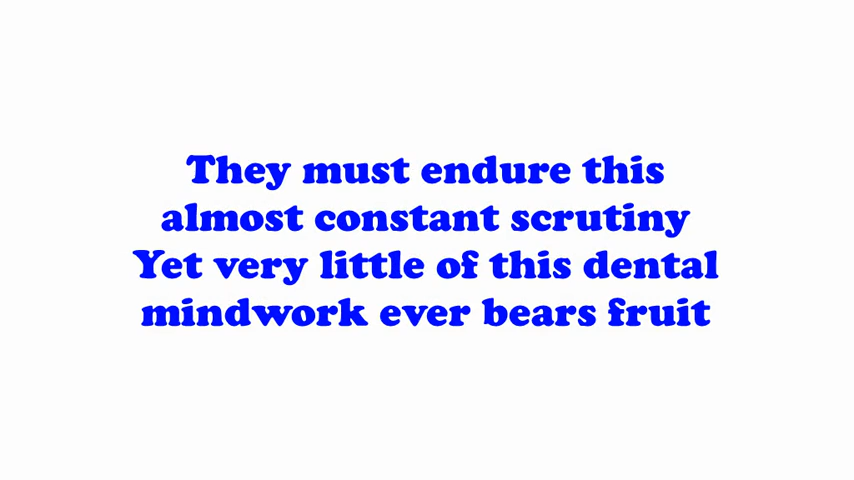 They must endure this
almost constant scrutiny
Yet very little of this dental
mindwork ever bears fruit